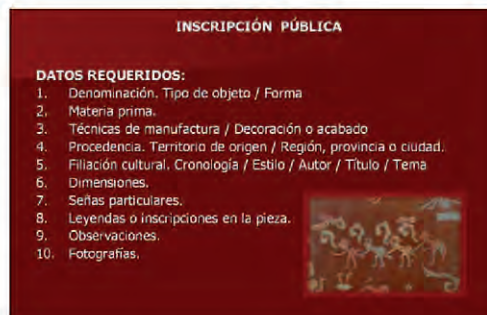 INSCRIPCIÓN PÚBLICA
DATOS REQUERIDOS:
1. Denominación. Tipo de objeto / Forma
2. Materia prima.
3. Técnicas de manufactura / Decoración o acabado
4. Procedencia. Territorio de origen / Región, provincia o ciudad.
5. Filiación cultural. Cronología / Estilo / Autor / Título / Tema
6. Dimensiones.
7. Señas particulares.
8. Leyendas o inscripciones en la pieza.
9. Observaciones.
10. Fotografías.